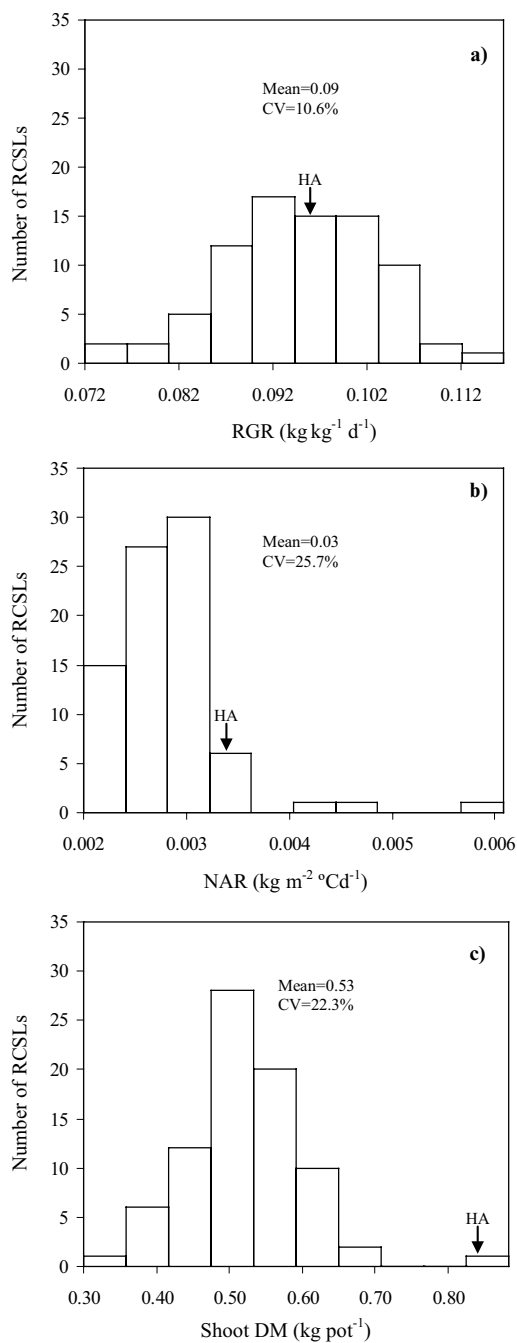 35
a)
30
Mean=0.09
CV=10.6%
25
20
HA
15
10
5
0
Number of RCSLs
0.072 0.082 0.092 0.102 0.112
RGR (kg kg⁻¹ d⁻¹)
35
b)
30
Mean=0.03
CV=25.7%
25
20
15
HA
10
5
0
Number of RCSLs
0.002 0.003 0.004 0.005 0.006
NAR (kg m⁻² ºCd⁻¹)
35
c)
30
Mean=0.53
CV=22.3%
25
20
15
10
5
HA
0
Number of RCSLs
0.30 0.40 0.50 0.60 0.70 0.80
Shoot DM (kg pot⁻¹)